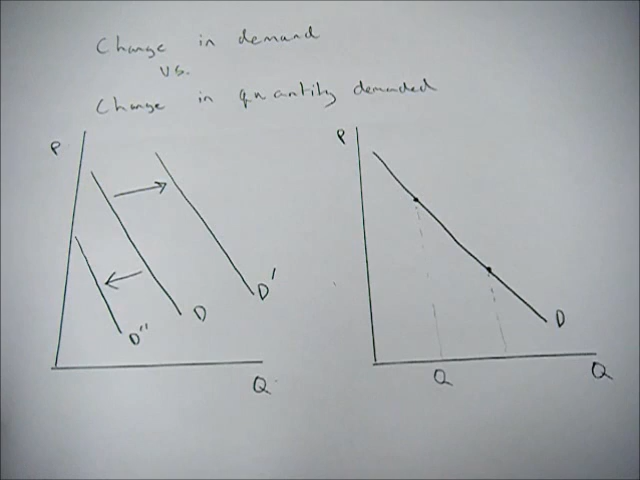 Change in demand
vs.
Change in quantity demanded
P
D'
D
D"
Q
P
D
Q
Q